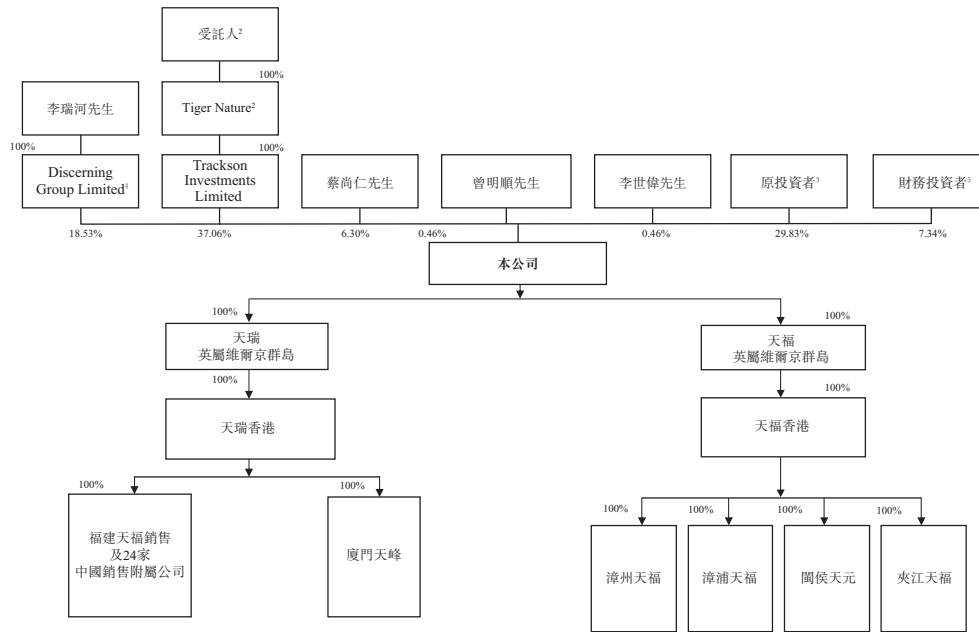 受託人²
100%
李瑞河先生
Tiger Nature²
100%
100%
Discerning
Group Limited⁴
Trackson
Investments
Limited
蔡尚仁先生
曾明順先生
李世偉先生
原投資者³
財務投資者⁵
18.53%
37.06%
6.30%
0.46%
0.46%
29.83%
7.34%
本公司
100%
100%
天瑞
英屬維爾京群島
天福
英屬維爾京群島
100%
100%
天瑞香港
天福香港
100%
100%
福建天福銷售
及24家
中國銷售附屬公司
廈門天峰
100%
100%
100%
100%
漳州天福
漳浦天福
閩侯天元
夾江天福